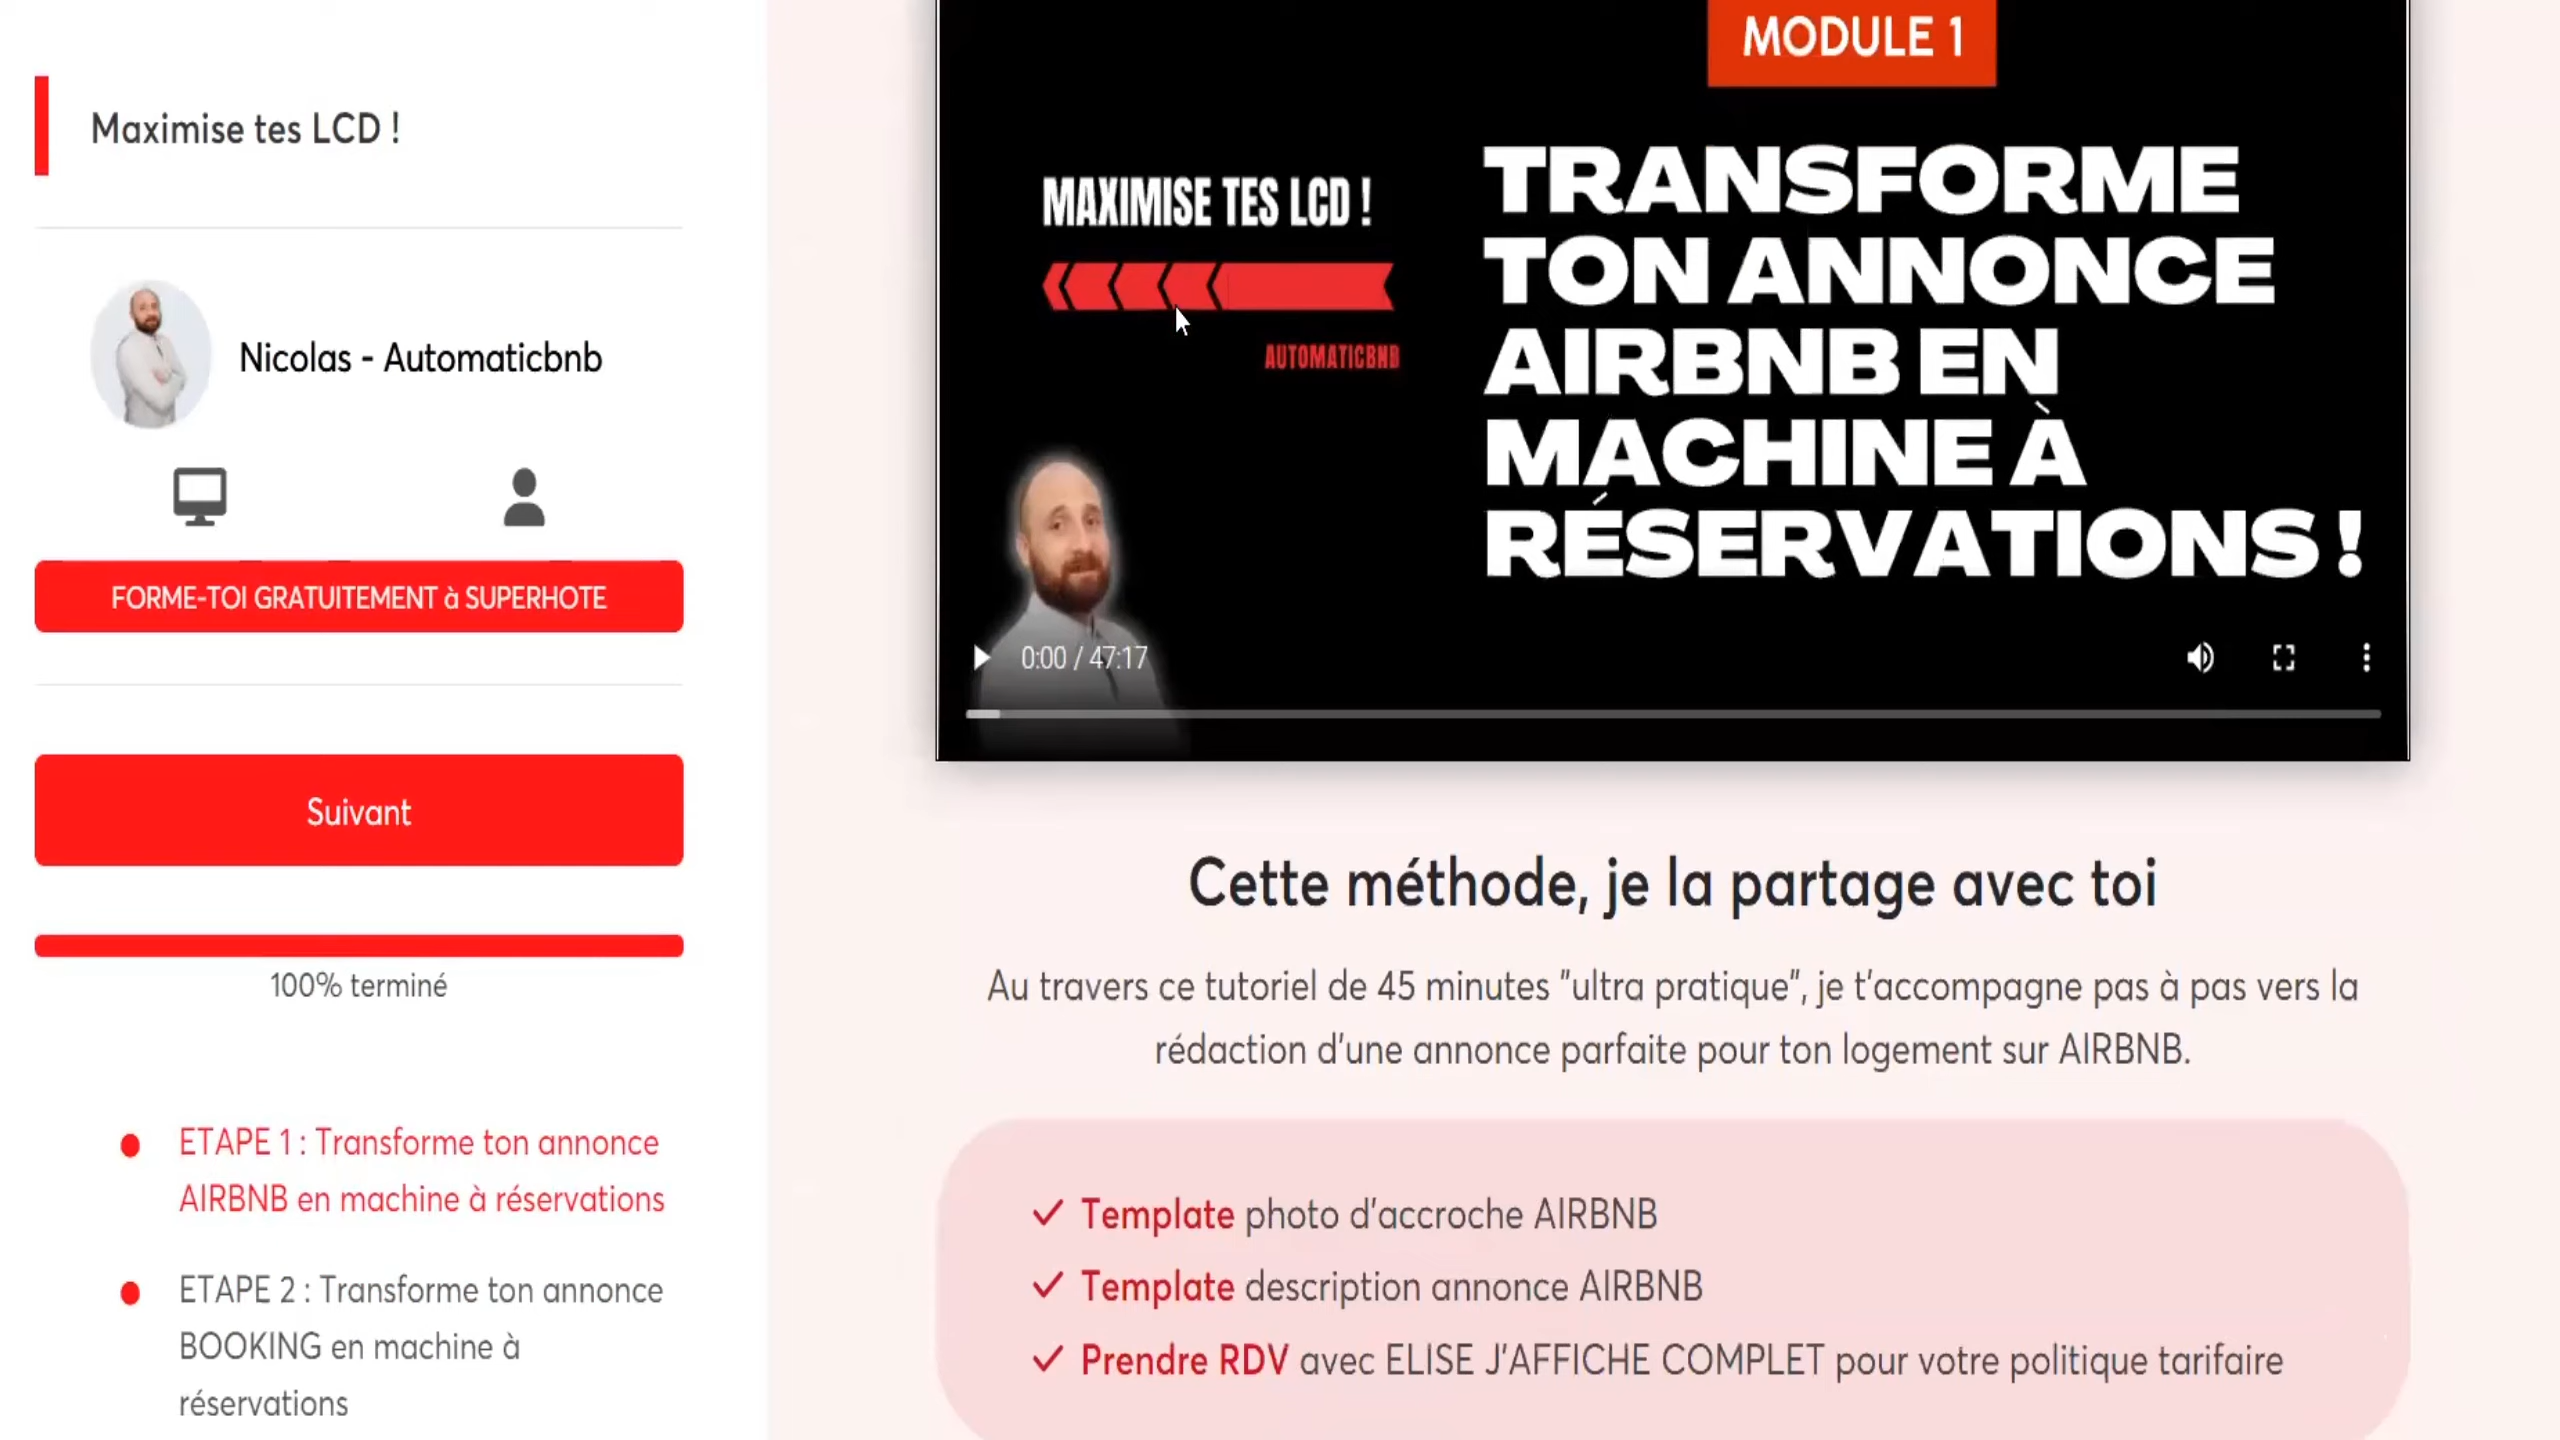 Maximise tes LCD !
Nicolas - Automaticbnb
FORME-TOI GRATUITEMENT à SUPERHOTE
Suivant
100% terminé
ETAPE 1 : Transforme ton annonce
AIRBNB en machine à réservations
ETAPE 2 : Transforme ton annonce
BOOKING en machine à
réservations
MODULE 1
MAXIMISE TES LCD !
AUTOMATICBNB
TRANSFORME
TON ANNONCE
AIRBNB EN
MACHINE À
RÉSERVATIONS !
0:00 / 47:17
Cette méthode, je la partage avec toi
Au travers ce tutoriel de 45 minutes "ultra pratique", je t'accompagne pas à pas vers la
rédaction d'une annonce parfaite pour ton logement sur AIRBNB.
Template photo d'accroche AIRBNB
Template description annonce AIRBNB
Prendre RDV avec ELISE J'AFFICHE COMPLET pour votre politique tarifaire